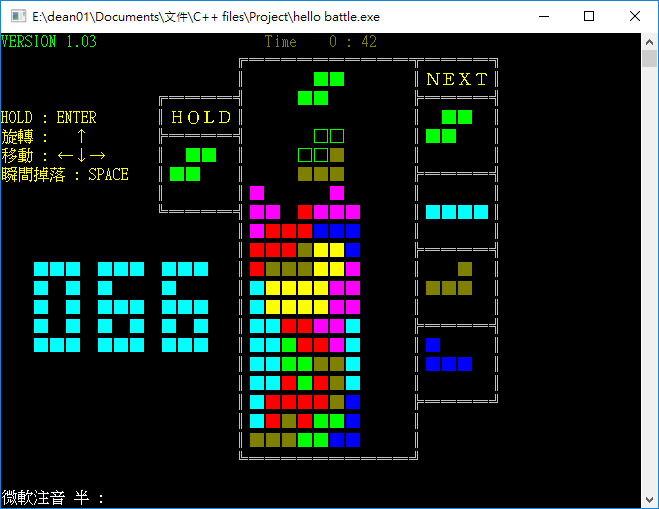 E:\dean01\Documents\文件\C++ files\Project\hello battle.exe
VERSION 1.03 Time 0 : 42
NEXT
HOLD : ENTER
HOLD
旋轉 : ↑
移動 : ←↓→
瞬間掉落 : SPACE
066
微軟注音 半 :